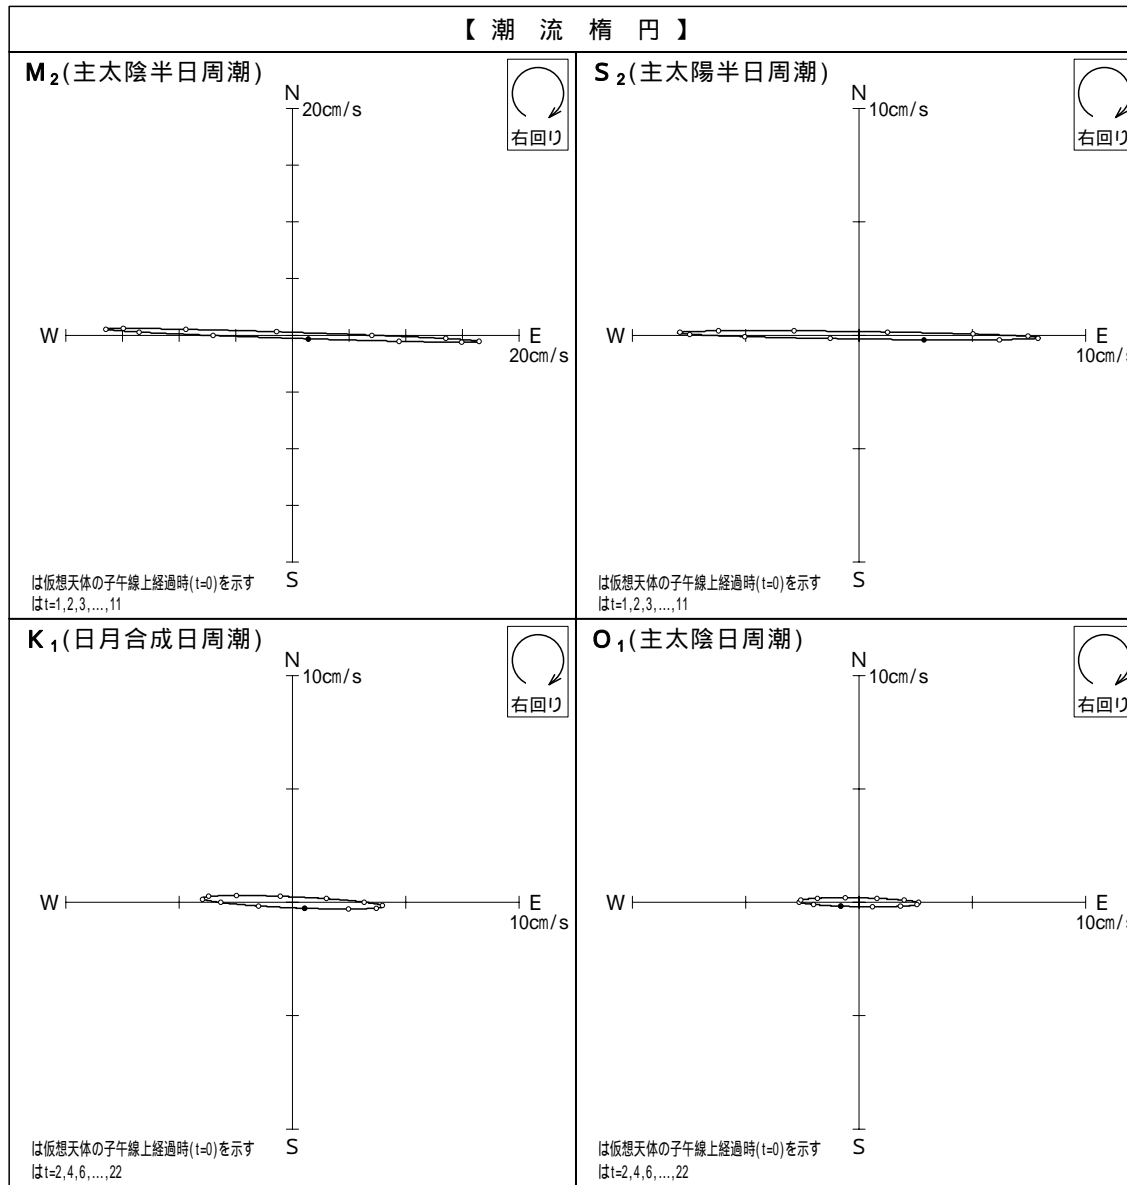 【 潮 流 楕 円 】
M₂(主太陰半日周潮)
右回り
N
20cm/s
W
E
20cm/s
S
は仮想天体の子午線上経過時(t=0)を示す
はt=1,2,3,...,11
S₂(主太陽半日周潮)
右回り
N
10cm/s
W
E
10cm/s
S
は仮想天体の子午線上経過時(t=0)を示す
はt=1,2,3,...,11
K₁(日月合成日周潮)
右回り
N
10cm/s
W
E
10cm/s
S
は仮想天体の子午線上経過時(t=0)を示す
はt=2,4,6,...,22
O₁(主太陰日周潮)
右回り
N
10cm/s
W
E
10cm/s
S
は仮想天体の子午線上経過時(t=0)を示す
はt=2,4,6,...,22